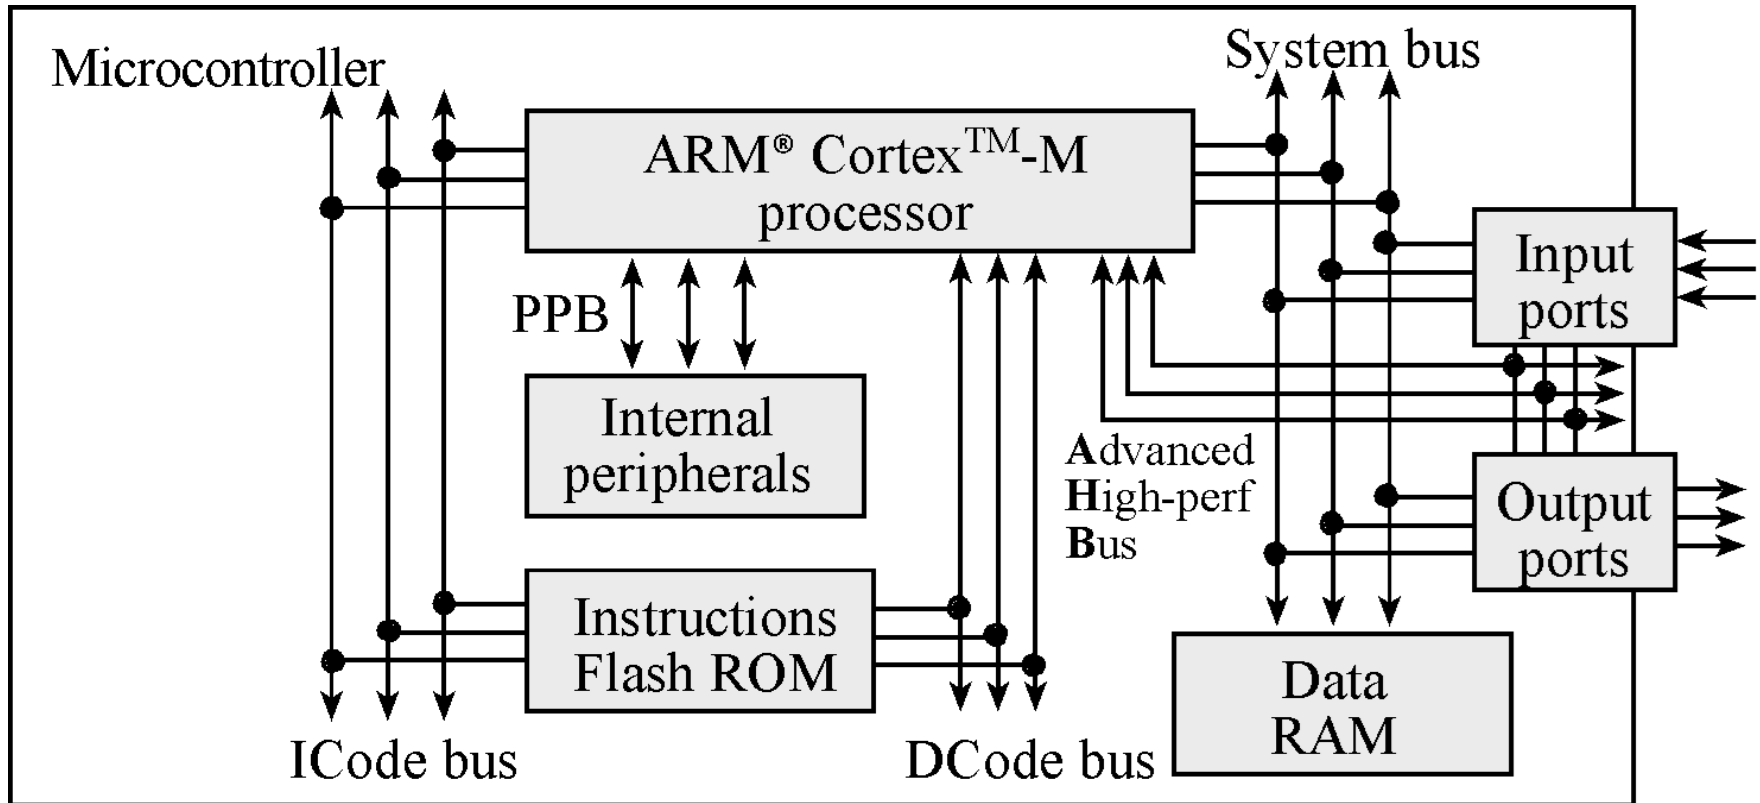 Microcontroller
System bus
ARM® Cortex™-M
processor
Input
ports
PPB
Internal
peripherals
Advanced
High-perf
Bus
Output
ports
Instructions
Flash ROM
Data
RAM
ICode bus
DCode bus